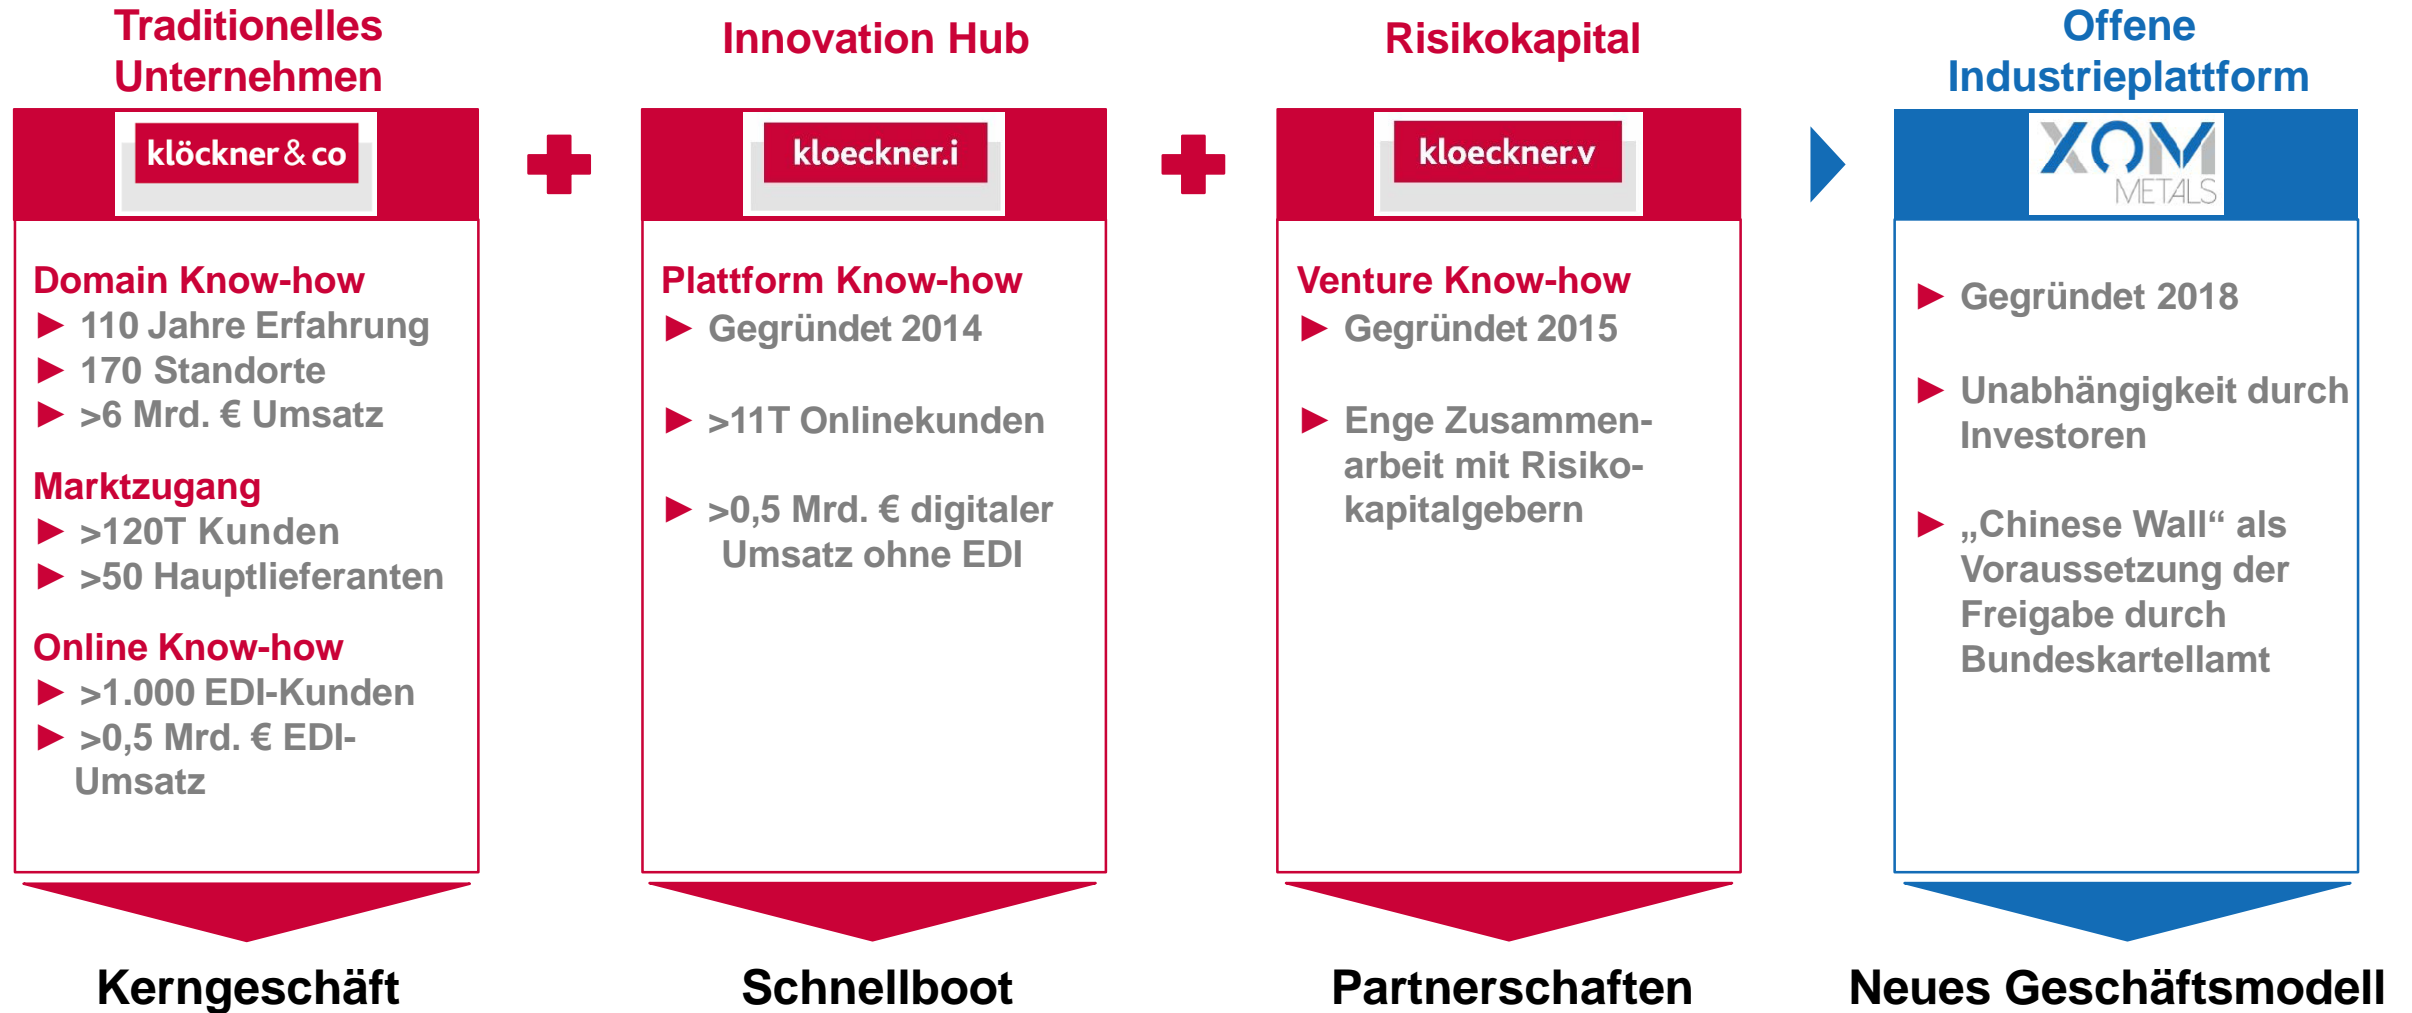 Traditionelles
Unternehmen
klöckner & co
Domain Know-how
► 110 Jahre Erfahrung
► 170 Standorte
► >6 Mrd. € Umsatz
Marktzugang
► >120T Kunden
► >50 Hauptlieferanten
Online Know-how
► >1.000 EDI-Kunden
► >0,5 Mrd. € EDI-
Umsatz
Kerngeschäft
Innovation Hub
kloeckner.i
Plattform Know-how
► Gegründet 2014
► >11T Onlinekunden
► >0,5 Mrd. € digitaler
Umsatz ohne EDI
Schnellboot
Risikokapital
kloeckner.v
Venture Know-how
► Gegründet 2015
► Enge Zusammen-
arbeit mit Risiko-
kapitalgebern
Partnerschaften
Offene
Industrieplattform
XOM
METALS
► Gegründet 2018
► Unabhängigkeit durch
Investoren
► „Chinese Wall“ als
Voraussetzung der
Freigabe durch
Bundeskartellamt
Neues Geschäftsmodell